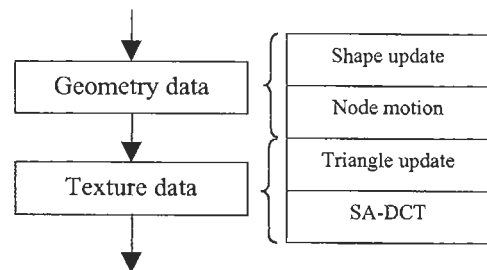 Geometry data
Texture data
Shape update
Node motion
Triangle update
SA-DCT